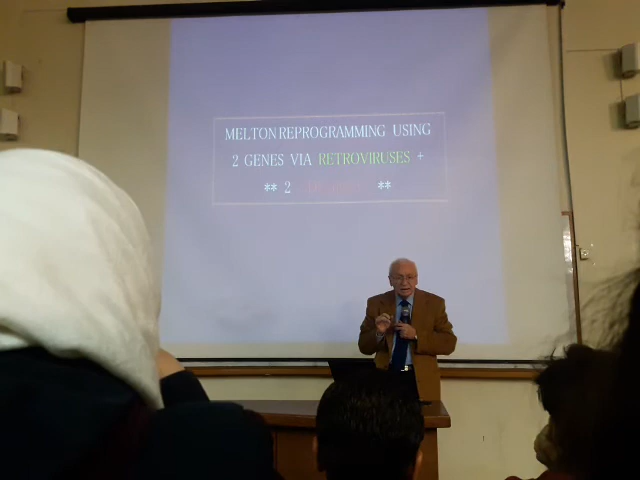 MELTON REPROGRAMMING USING
2 GENES VIA RETROVIRUSES +
** 2 **